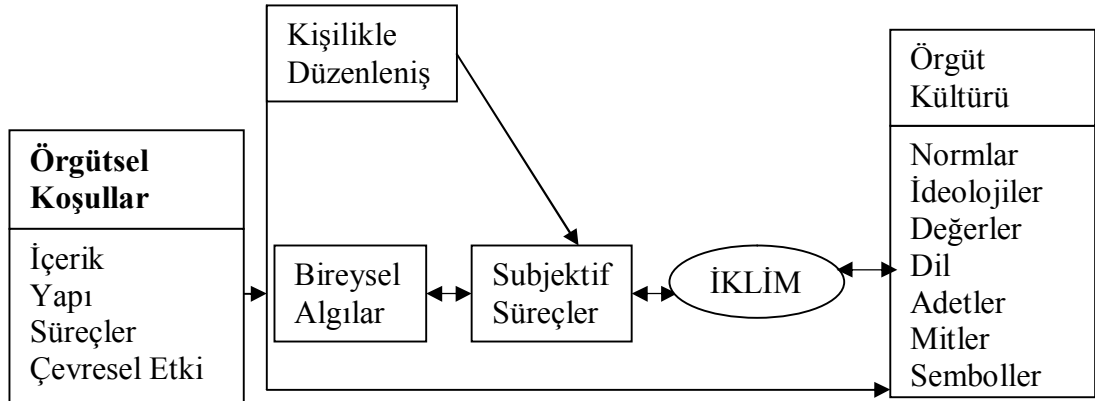 Kişilikle
Düzenleniş
Örgüt
Kültürü
Örgütsel
Koşullar
Normlar
İdeolojiler
Değerler
Dil
Adetler
Mitler
Semboller
İçerik
Yapı
Süreçler
Çevresel Etki
Bireysel
Algılar
Subjektif
Süreçler
İKLİM